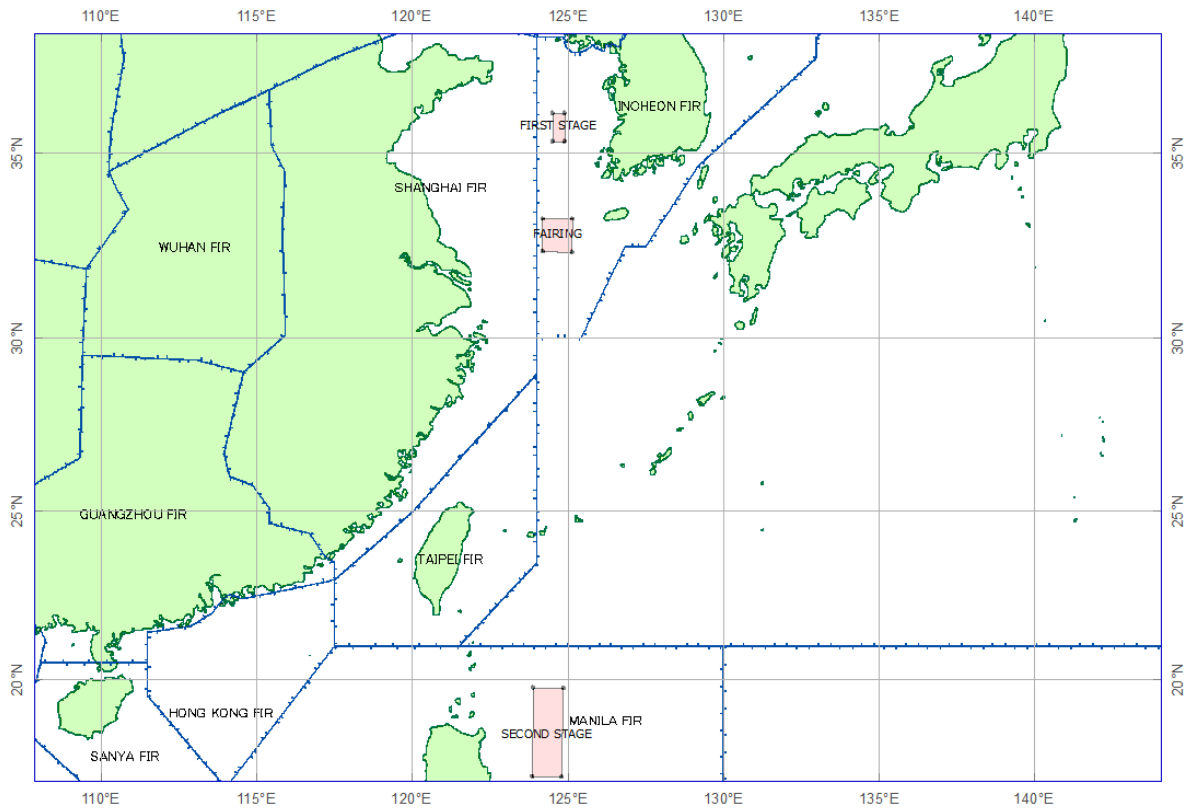 110°E 115°E 120°E 125°E 130°E 135°E 140°E
INCHEON FIR
FIRST STAGE
35°N 35°N
SHANGHAI FIR
FAIRING
WUHAN FIR
30°N 30°N
25°N 25°N
GUANGZHOU FIR
TAIPEI FIR
20°N 20°N
HONG KONG FIR
MANILA FIR
SECOND STAGE
SANYA FIR
110°E 115°E 120°E 125°E 130°E 135°E 140°E